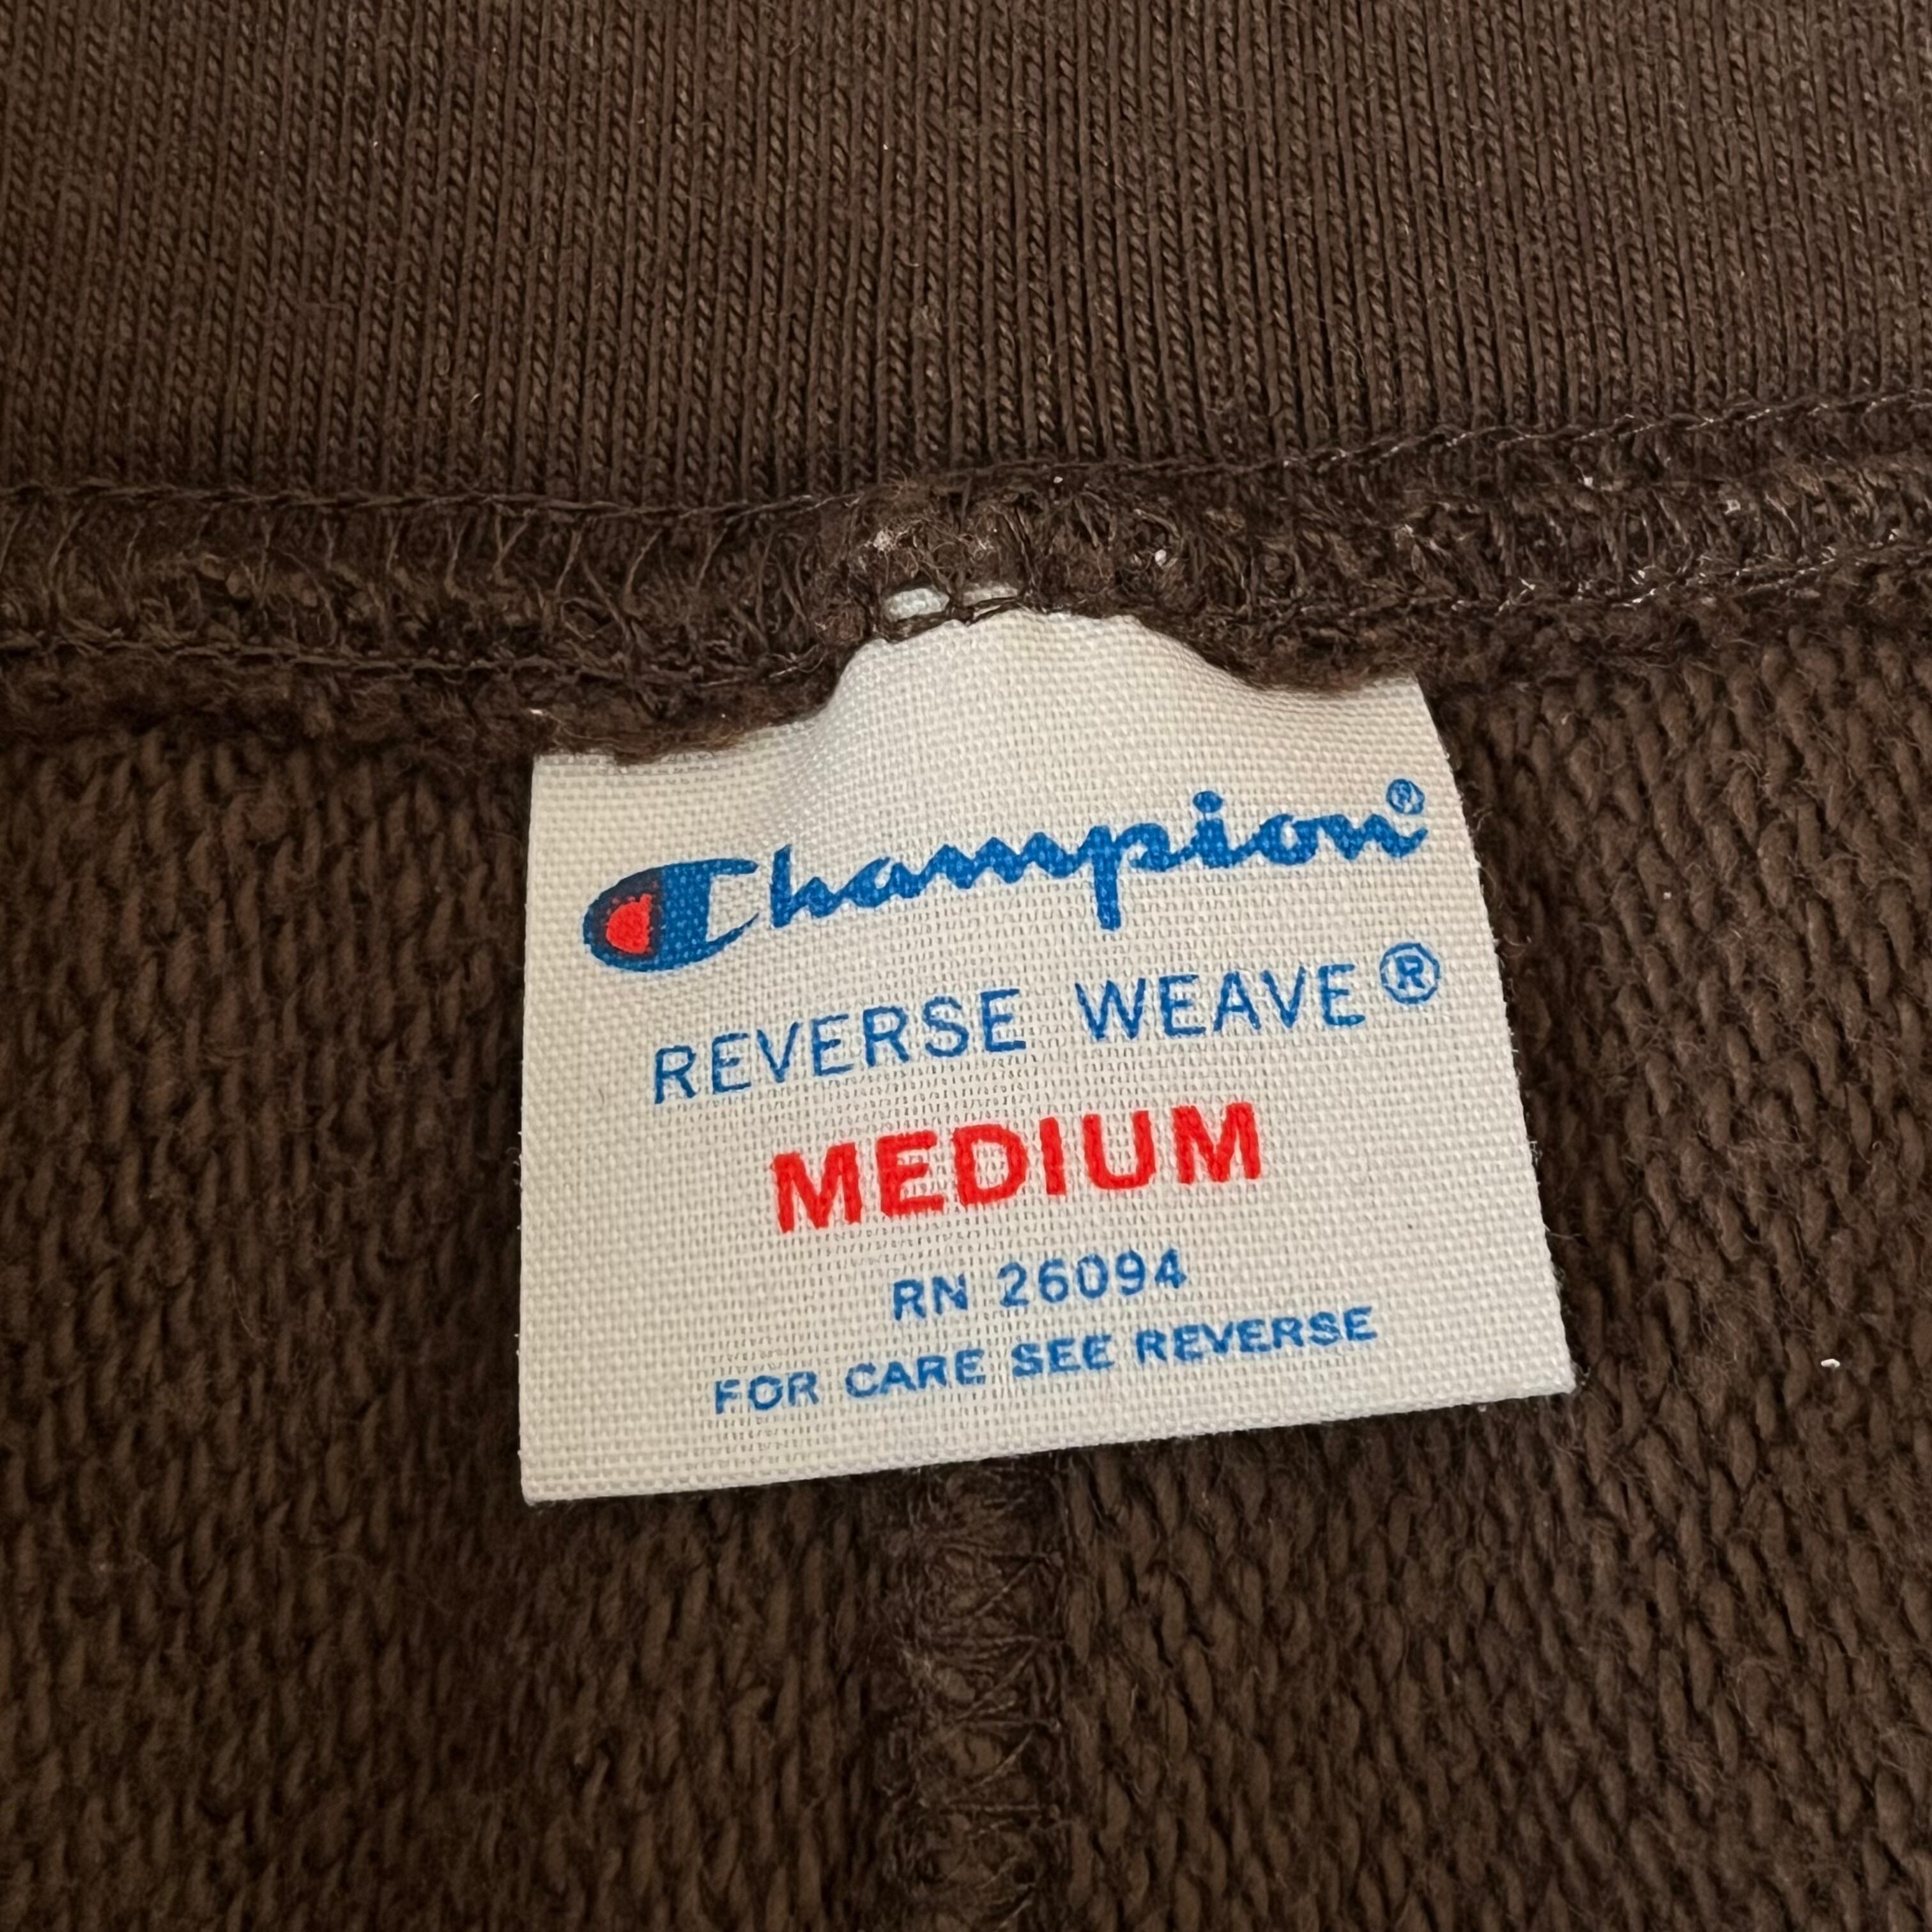 Champion®
REVERSE WEAVE®
MEDIUM
RN 26094
FOR CARE SEE REVERSE